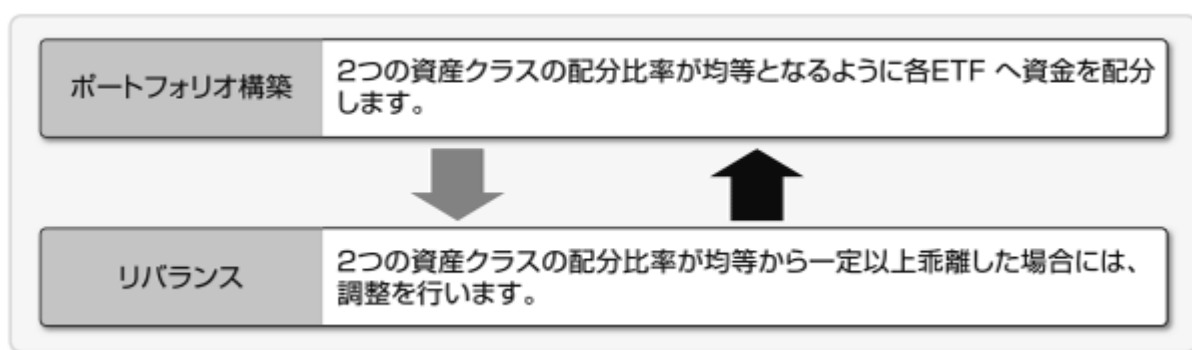 ポートフォリオ構築
2つの資産クラスの配分比率が均等となるように各ETF へ資金を配分
します。
リバランス
2つの資産クラスの配分比率が均等から一定以上乖離した場合には、
調整を行います。